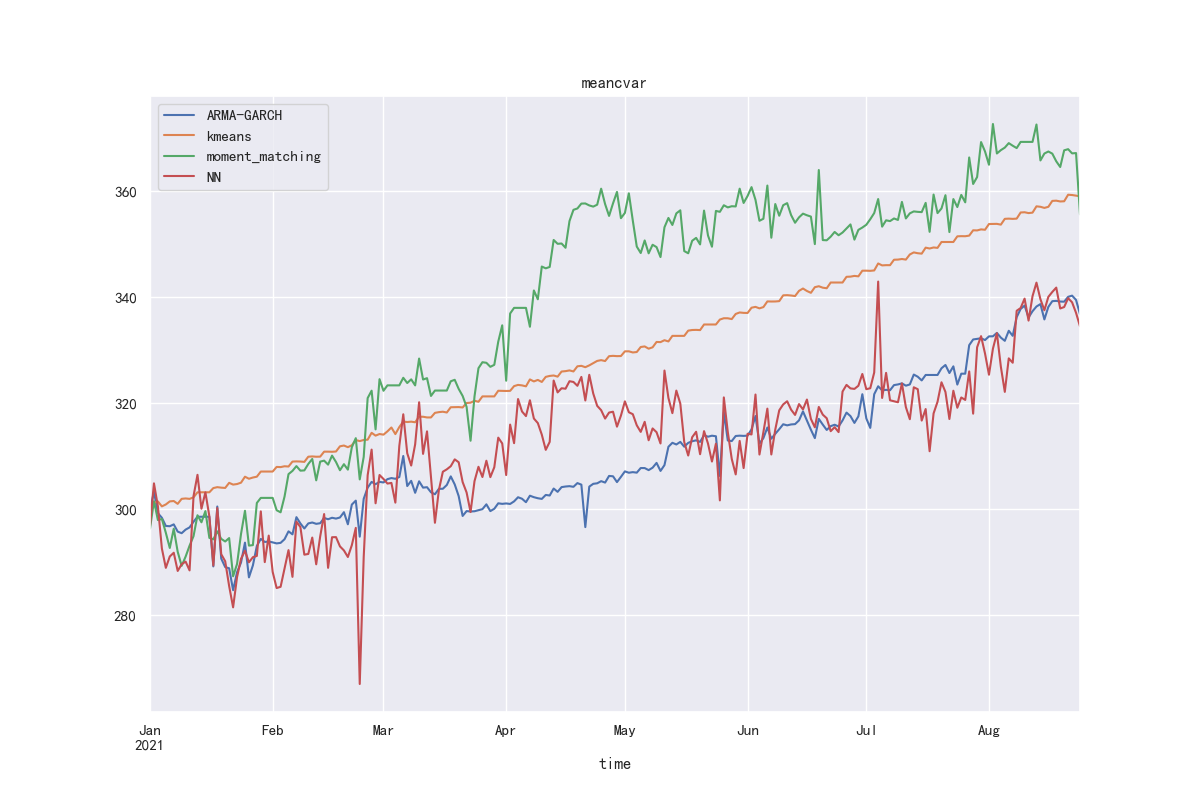 meancvar
ARMA-GARCH
kmeans
moment_matching
NN
360
340
320
300
280
Jan Feb Mar Apr May Jun Jul Aug
2021
time